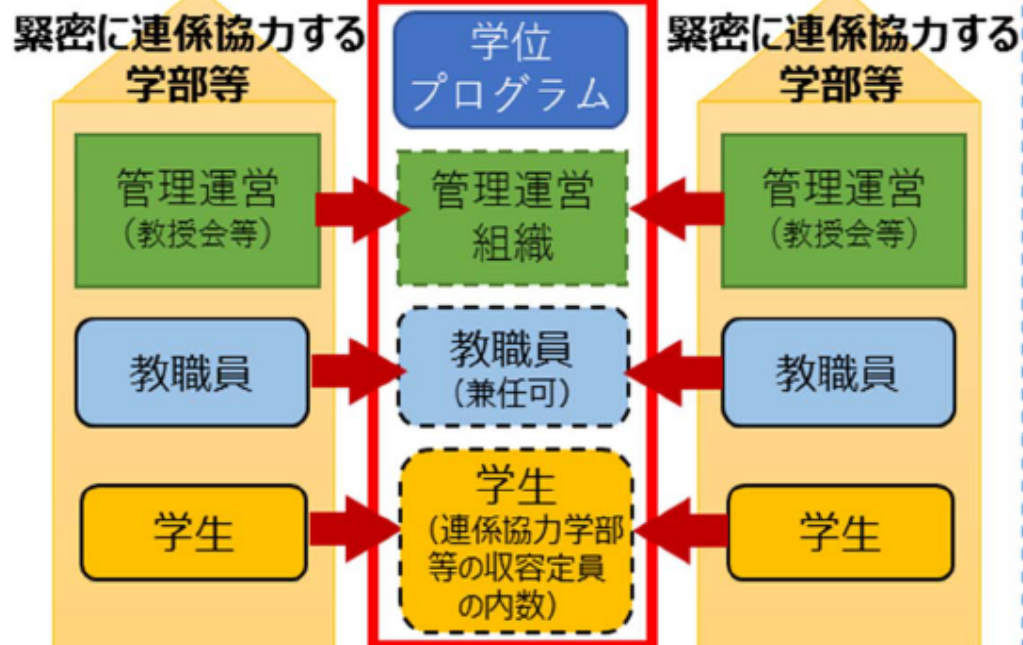 緊密に連係協力する
学部等
管理運営
（教授会等）
教職員
学生
学位
プログラム
管理運営
組織
教職員
（兼任可）
学生
（連係協力学部
等の収容定員
の内数）
緊密に連係協力する
学部等
管理運営
（教授会等）
教職員
学生